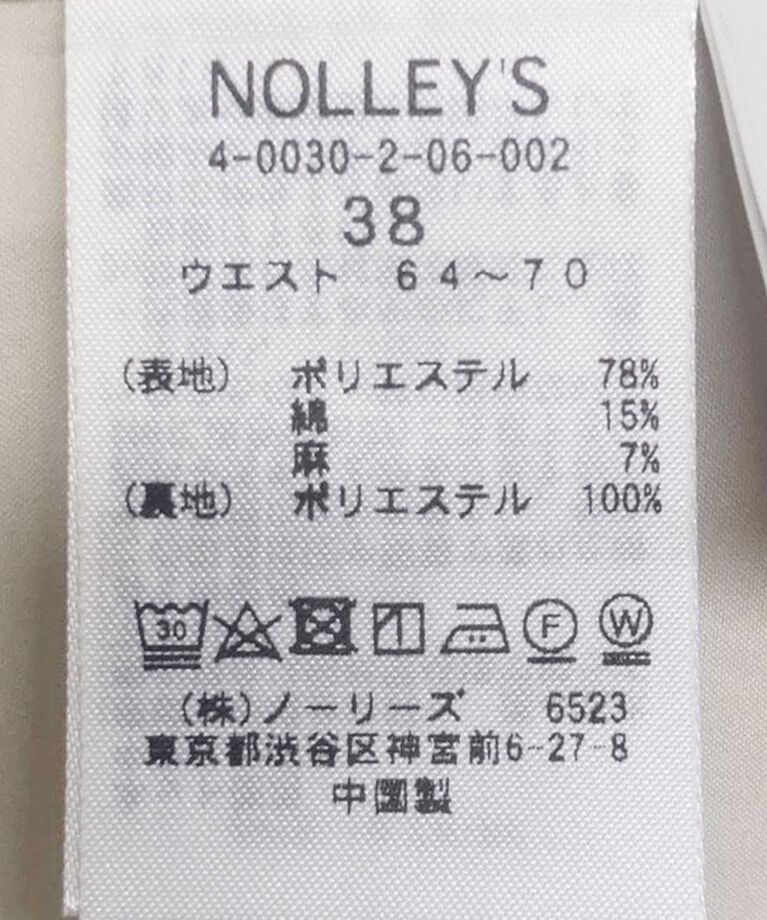 NOLLEY'S
4-0030-2-06-002
38
ウエスト 64～70
(表地) ポリエステル 78%
綿 15%
麻 7%
(裏地) ポリエステル 100%
30 F W
(株)ノーリーズ 6523
東京都渋谷区神宮前6-27-8
中国製